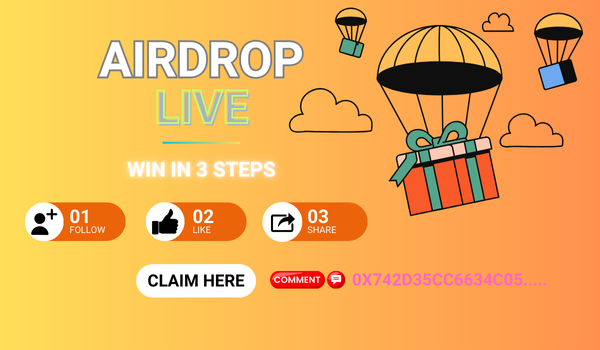 AIRDROP
LIVE
WIN IN 3 STEPS
01
FOLLOW
02
LIKE
03
SHARE
CLAIM HERE
COMMENT
0X742D35CC6634C05.....